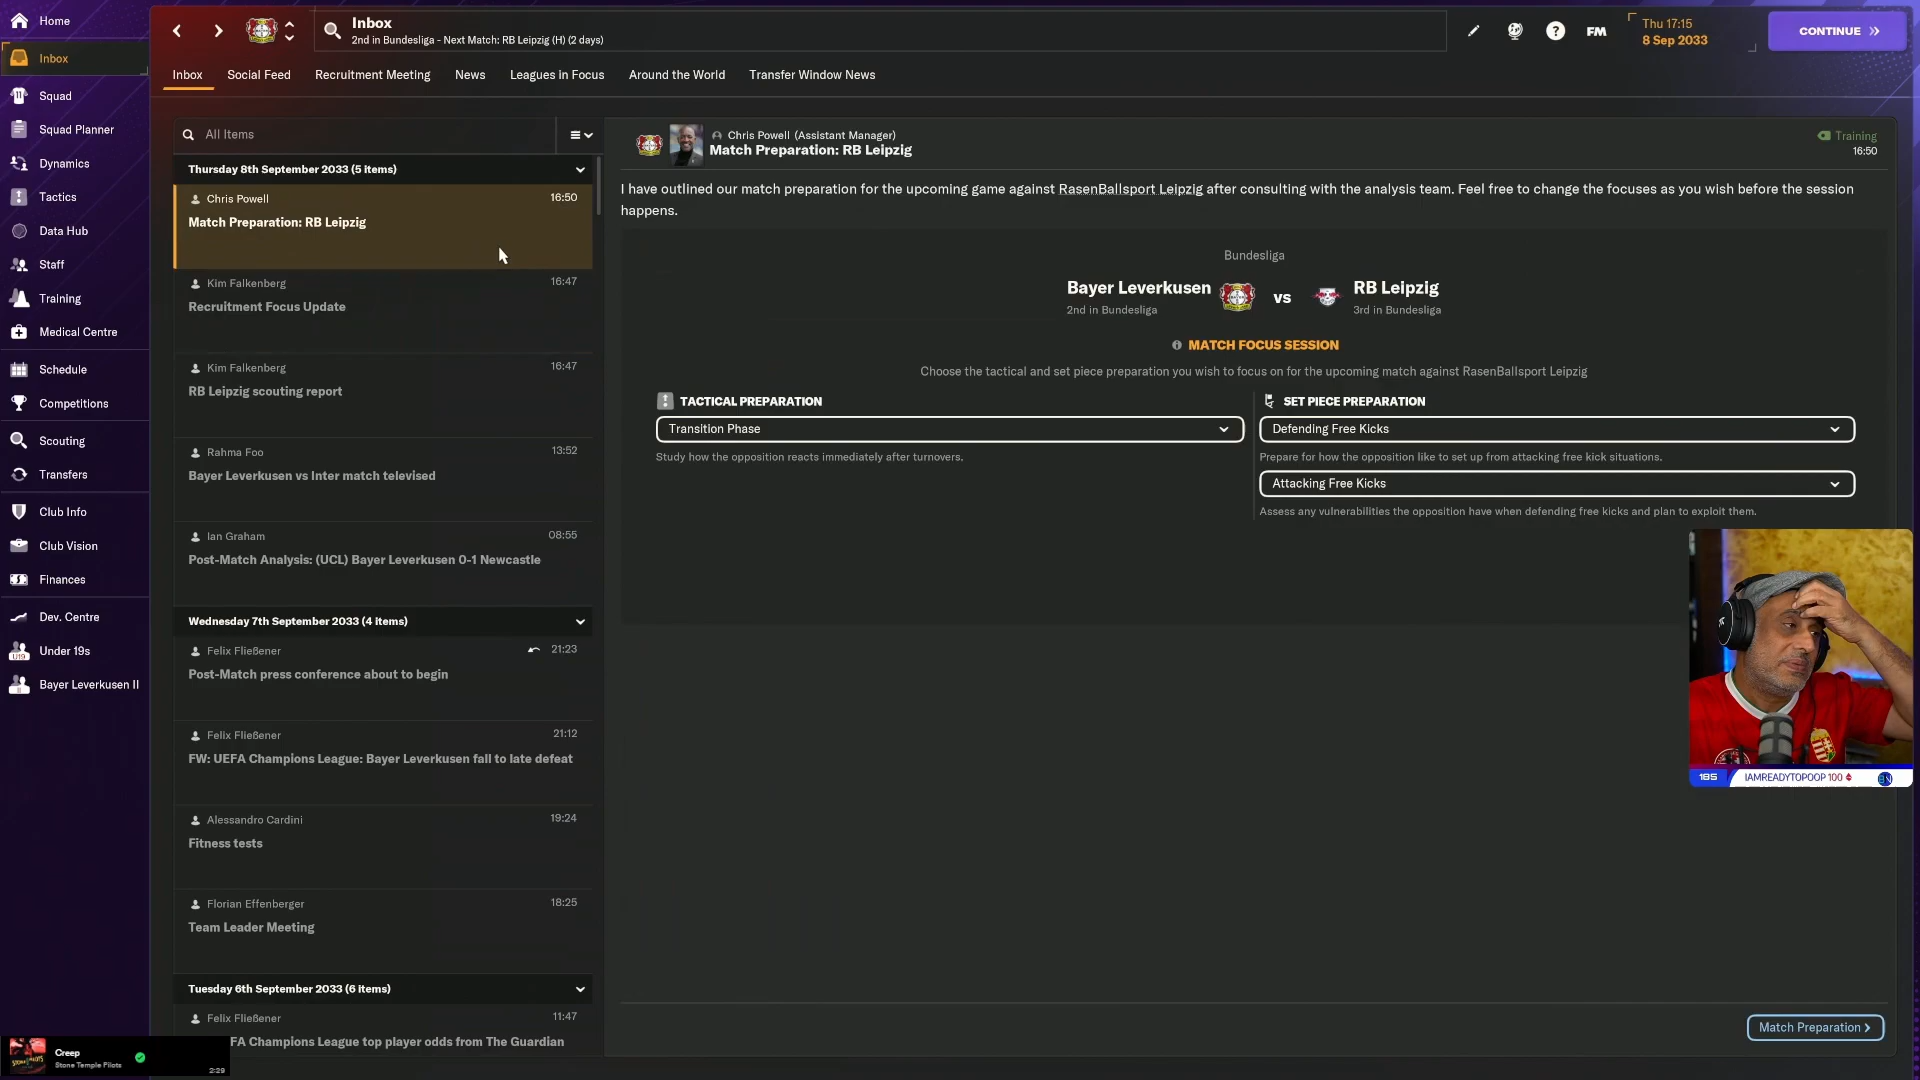 Home
Inbox
Squad
Squad Planner
Dynamics
Tactics
Data Hub
Staff
Training
Medical Centre
Schedule
Competitions
Scouting
Transfers
Club Info
Club Vision
Finances
Dev. Centre
Under 19s
Bayer Leverkusen II
Inbox
2nd in Bundesliga - Next Match: RB Leipzig (H) (2 days)
FM
Thu 17:15
8 Sep 2033
CONTINUE
Inbox Social Feed Recruitment Meeting News Leagues in Focus Around the World Transfer Window News
All Items
Thursday 8th September 2033 (5 items)
Chris Powell 16:50
Match Preparation: RB Leipzig
Kim Falkenberg 16:47
Recruitment Focus Update
Kim Falkenberg 16:47
RB Leipzig scouting report
Rahma Foo 13:52
Bayer Leverkusen vs Inter match televised
Ian Graham 08:55
Post-Match Analysis: (UCL) Bayer Leverkusen 0-1 Newcastle
Wednesday 7th September 2033 (4 items)
Felix Fließener 21:23
Post-Match press conference about to begin
Felix Fließener 21:12
FW: UEFA Champions League: Bayer Leverkusen fall to late defeat
Alessandro Cardini 19:24
Fitness tests
Florian Effenberger 18:25
Team Leader Meeting
Tuesday 6th September 2033 (6 items)
Felix Fließener 11:47
FA Champions League top player odds from The Guardian
Chris Powell (Assistant Manager)
Match Preparation: RB Leipzig
Training
16:50
I have outlined our match preparation for the upcoming game against RasenBallsport Leipzig after consulting with the analysis team. Feel free to change the focuses as you wish before the session
happens.
Bundesliga
Bayer Leverkusen vs RB Leipzig
2nd in Bundesliga 3rd in Bundesliga
MATCH FOCUS SESSION
Choose the tactical and set piece preparation you wish to focus on for the upcoming match against RasenBallsport Leipzig
TACTICAL PREPARATION
Transition Phase
Study how the opposition reacts immediately after turnovers.
SET PIECE PREPARATION
Defending Free Kicks
Prepare for how the opposition like to set up from attacking free kick situations.
Attacking Free Kicks
Assess any vulnerabilities the opposition have when defending free kicks and plan to exploit them.
185 IAMREADYTOPOOP 100
Match Preparation
Creep
Stone Temple Pilots
2:29